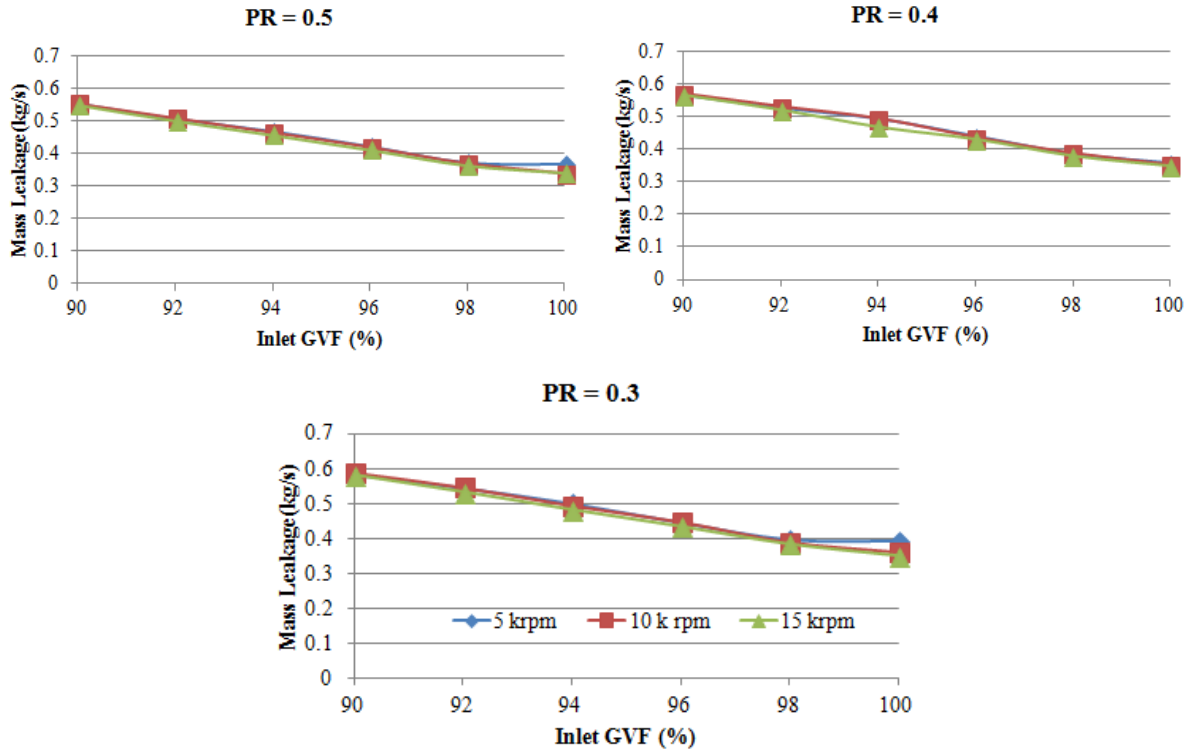 PR = 0.5
Mass Leakage(kg/s)
0.7
0.6
0.5
0.4
0.3
0.2
0.1
0
90 92 94 96 98 100
Inlet GVF (%)
PR = 0.4
Mass Leakage(kg/s)
0.7
0.6
0.5
0.4
0.3
0.2
0.1
0
90 92 94 96 98 100
Inlet GVF (%)
PR = 0.3
Mass Leakage(kg/s)
0.7
0.6
0.5
0.4
0.3
0.2
0.1
0
5 krpm 10 k rpm 15 krpm
90 92 94 96 98 100
Inlet GVF (%)